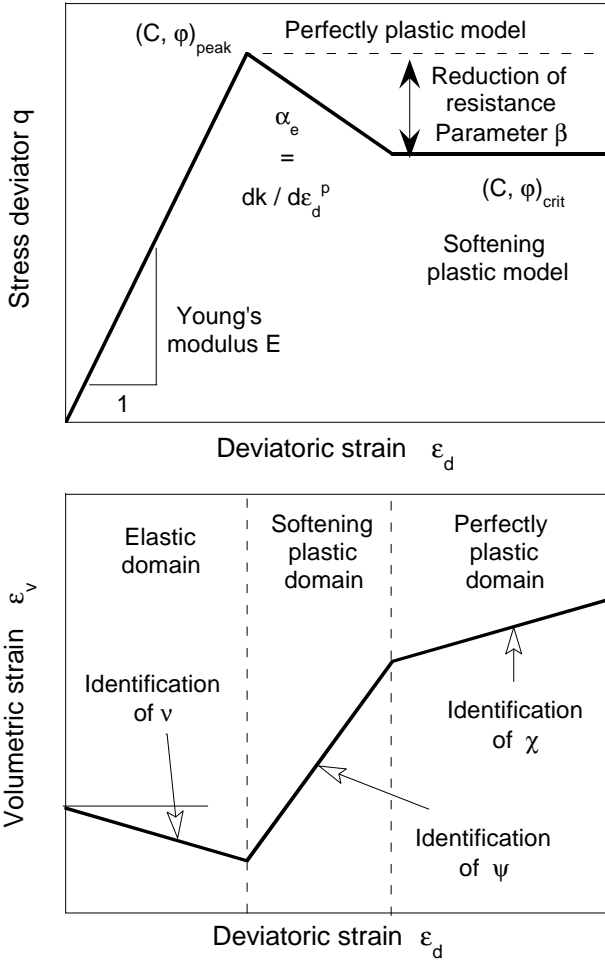 (C, φ)peak
Perfectly plastic model
Reduction of
resistance
Parameter β
αe
=
dk / dεd^p
(C, φ)crit
Softening
plastic model
Young's
modulus E
1
Stress deviator q
Deviatoric strain εd
Elastic
domain
Softening
plastic
domain
Perfectly
plastic
domain
Identification
of ν
Identification
of χ
Identification
of ψ
Volumetric strain εv
Deviatoric strain εd